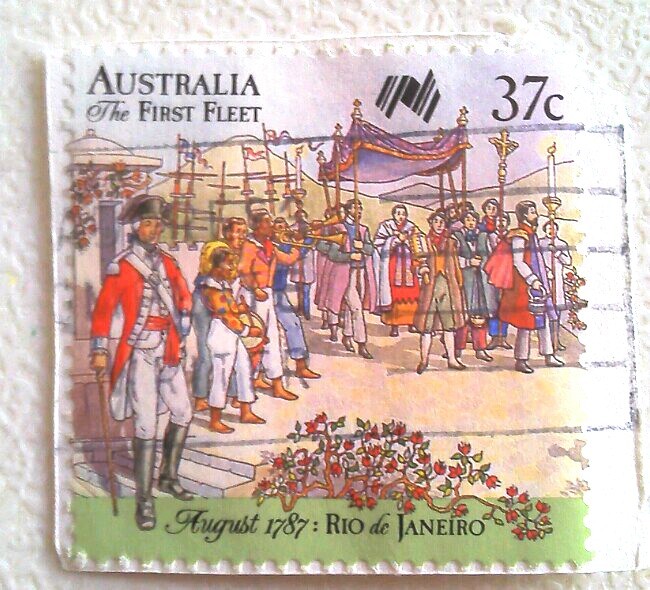 AUSTRALIA 37c
The FIRST FLEET
August 1787: RIO de JANEIRO